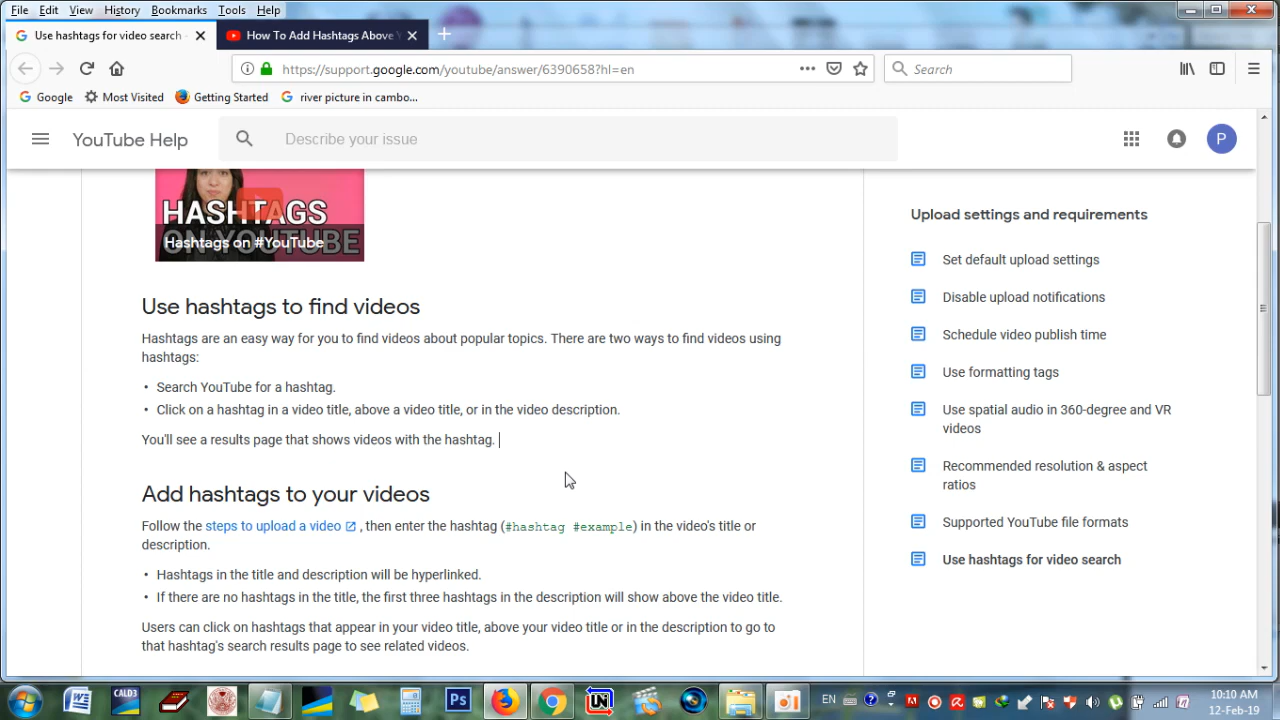 File Edit View History Bookmarks Tools Help
Use hashtags for video search -
How To Add Hashtags Above Y
https://support.google.com/youtube/answer/6390658?hl=en
Search
Google Most Visited Getting Started river picture in cambo...
YouTube Help
Describe your issue
P
HASHTAGS
ON YOUTUBE
Hashtags on #YouTube
Use hashtags to find videos
Hashtags are an easy way for you to find videos about popular topics. There are two ways to find videos using
hashtags:
• Search YouTube for a hashtag.
• Click on a hashtag in a video title, above a video title, or in the video description.
You'll see a results page that shows videos with the hashtag.
Add hashtags to your videos
Follow the steps to upload a video , then enter the hashtag (#hashtag #example) in the video's title or
description.
• Hashtags in the title and description will be hyperlinked.
• If there are no hashtags in the title, the first three hashtags in the description will show above the video title.
Users can click on hashtags that appear in your video title, above your video title or in the description to go to
that hashtag's search results page to see related videos.
Upload settings and requirements
Set default upload settings
Disable upload notifications
Schedule video publish time
Use formatting tags
Use spatial audio in 360-degree and VR
videos
Recommended resolution & aspect
ratios
Supported YouTube file formats
Use hashtags for video search
CALD3
Ps
EN
10:10 AM
12-Feb-19